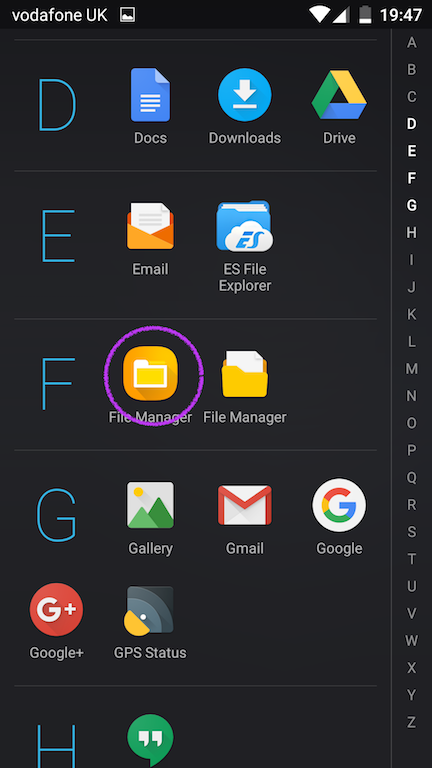 vodafone UK
19:47
D
Docs
Downloads
Drive
E
Email
ES
ES File
Explorer
F
File Manager
File Manager
G
Gallery
Gmail
Google
G+
Google+
GPS Status
H
A
B
C
D
E
F
G
H
I
J
K
L
M
N
O
P
Q
R
S
T
U
V
W
X
Y
Z